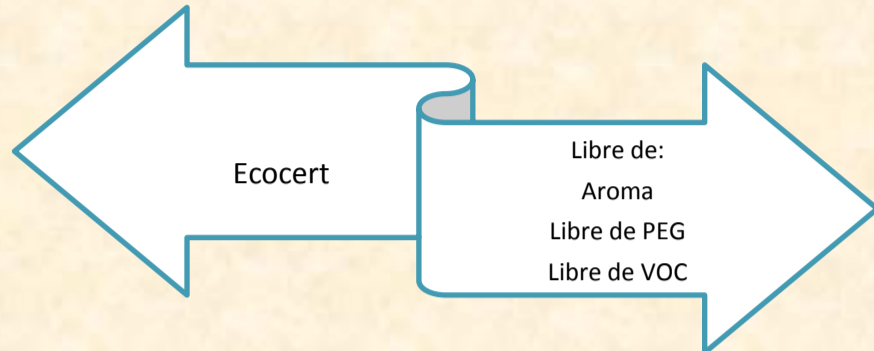 Ecocert
Libre de:
Aroma
Libre de PEG
Libre de VOC